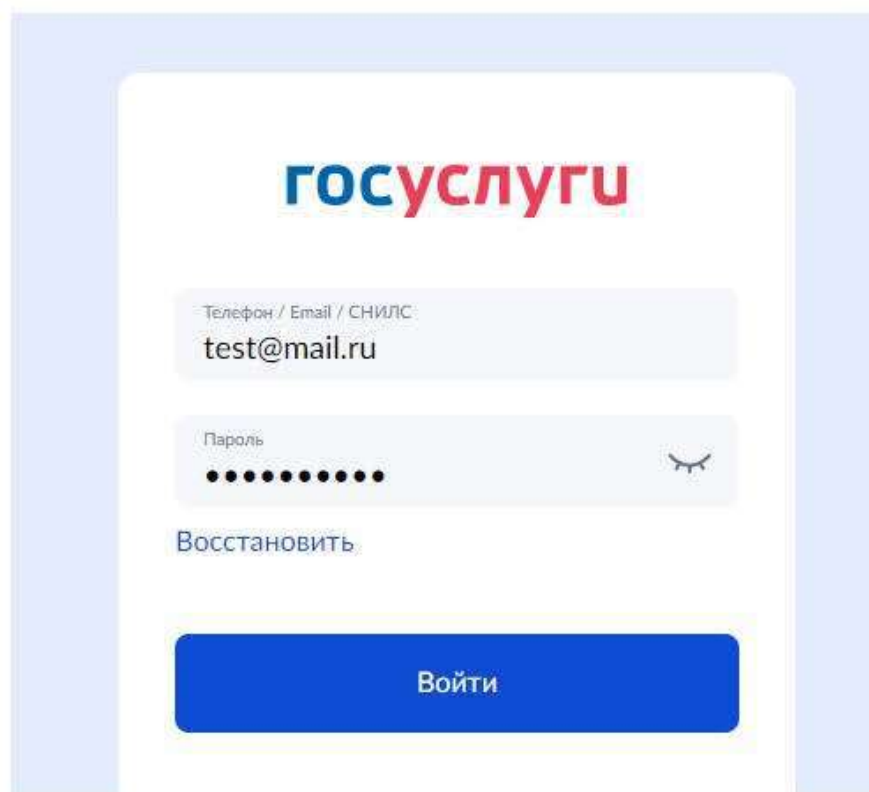 госуслуги
Телефон / Email / СНИЛС
test@mail.ru
Пароль
••••••••••
Восстановить
Войти